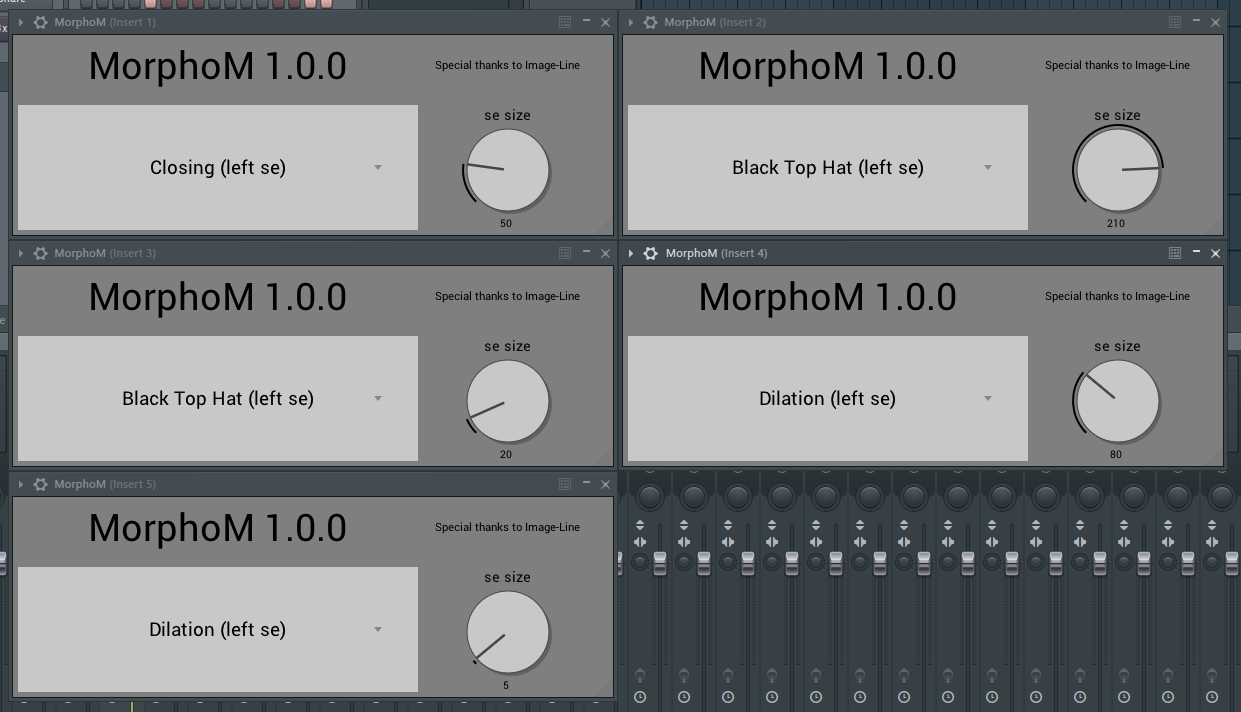 MorphoM (Insert 1)
MorphoM 1.0.0
Special thanks to Image-Line
Closing (left se)
se size
50
MorphoM (Insert 2)
MorphoM 1.0.0
Special thanks to Image-Line
Black Top Hat (left se)
se size
210
MorphoM (Insert 3)
MorphoM 1.0.0
Special thanks to Image-Line
Black Top Hat (left se)
se size
20
MorphoM (Insert 4)
MorphoM 1.0.0
Special thanks to Image-Line
Dilation (left se)
se size
80
MorphoM (Insert 5)
MorphoM 1.0.0
Special thanks to Image-Line
Dilation (left se)
se size
5